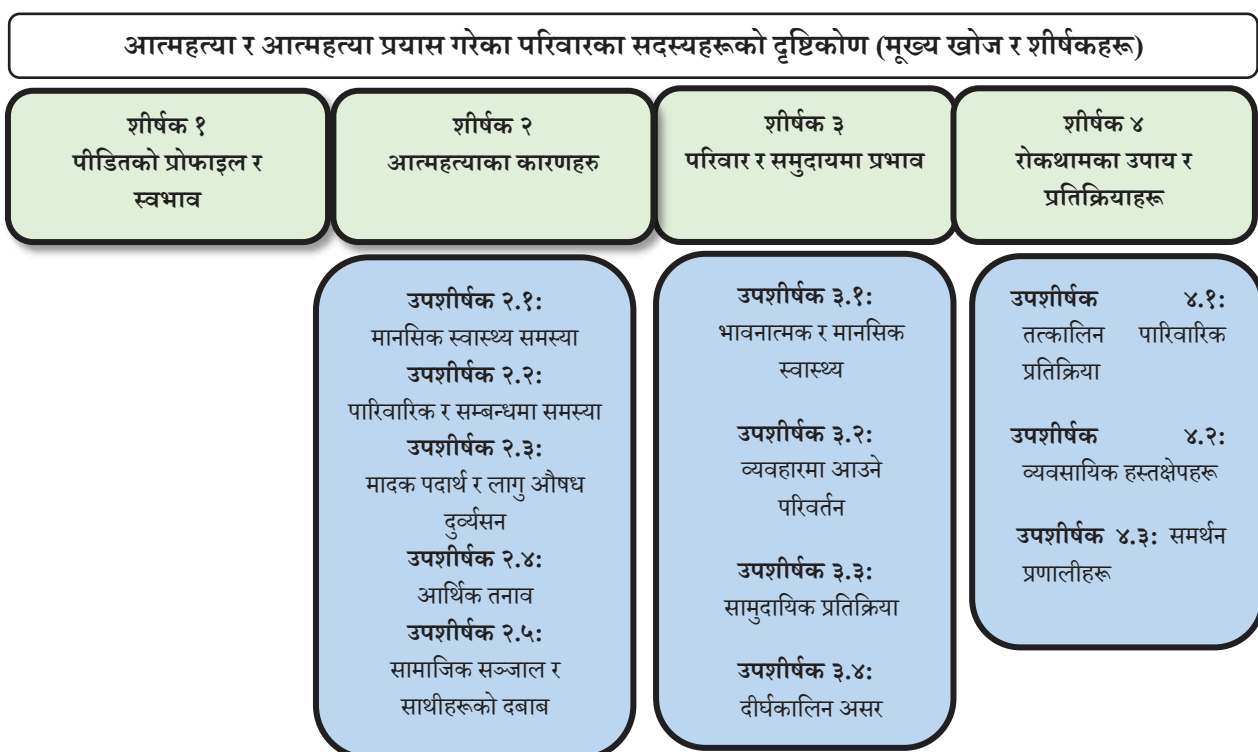 आत्महत्या र आत्महत्या प्रयास गरेका परिवारका सदस्यहरूको दृष्टिकोण (मूख्य खोज र शीर्षकहरू)
शीर्षक १
पीडितको प्रोफाइल र
स्वभाव
शीर्षक २
आत्महत्याका कारणहरु
शीर्षक ३
परिवार र समुदायमा प्रभाव
शीर्षक ४
रोकथामका उपाय र
प्रतिक्रियाहरू
उपशीर्षक २.१:
मानसिक स्वास्थ्य समस्या
उपशीर्षक २.२:
पारिवारिक र सम्बन्धमा समस्या
उपशीर्षक २.३:
मादक पदार्थ र लागु औषध
दुर्व्यसन
उपशीर्षक २.४:
आर्थिक तनाव
उपशीर्षक २.५:
सामाजिक सञ्जाल र
साथीहरूको दबाब
उपशीर्षक ३.१:
भावनात्मक र मानसिक
स्वास्थ्य
उपशीर्षक ३.२:
व्यवहारमा आउने
परिवर्तन
उपशीर्षक ३.३:
सामुदायिक प्रतिक्रिया
उपशीर्षक ३.४:
दीर्घकालिन असर
उपशीर्षक ४.१:
तत्कालिन पारिवारिक
प्रतिक्रिया
उपशीर्षक ४.२:
व्यवसायिक हस्तक्षेपहरू
उपशीर्षक ४.३: समर्थन
प्रणालीहरू